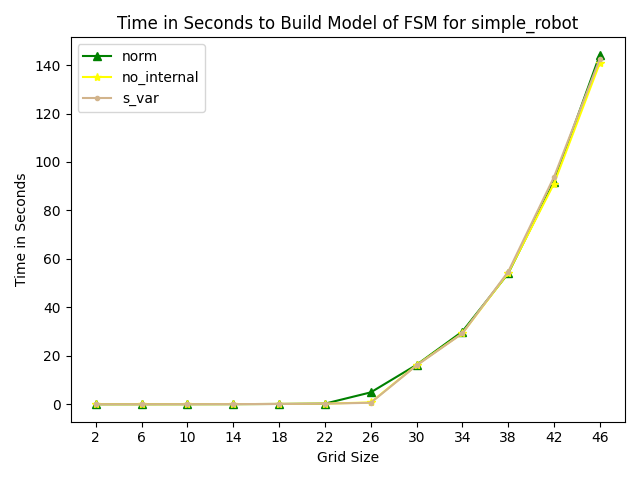 Time in Seconds to Build Model of FSM for simple_robot
norm
no_internal
s_var
Time in Seconds
140
120
100
80
60
40
20
0
2 6 10 14 18 22 26 30 34 38 42 46
Grid Size